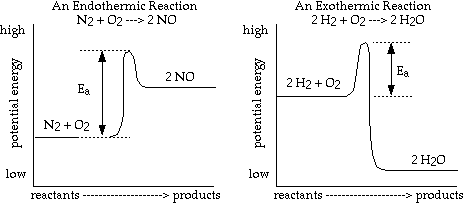 An Endothermic Reaction
N2 + O2 ---> 2 NO
high
potential energy
low
Ea
2 NO
N2 + O2
reactants --------------------> products
An Exothermic Reaction
2 H2 + O2 ---> 2 H2O
high
potential energy
low
2 H2 + O2
Ea
2 H2O
reactants --------------------> products